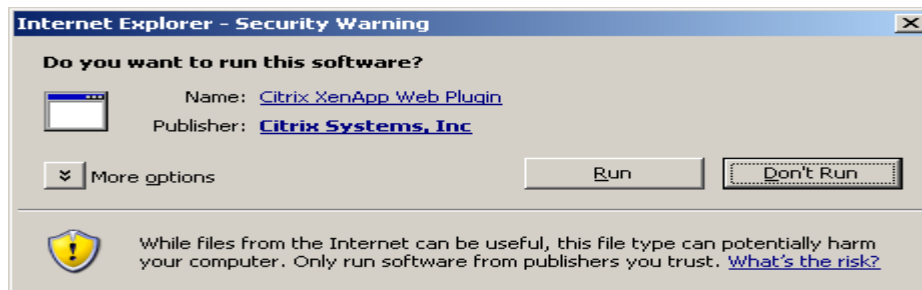 Internet Explorer - Security Warning
Do you want to run this software?
Name: Citrix XenApp Web Plugin
Publisher: Citrix Systems, Inc
More options
Run
Don't Run
While files from the Internet can be useful, this file type can potentially harm
your computer. Only run software from publishers you trust. What's the risk?